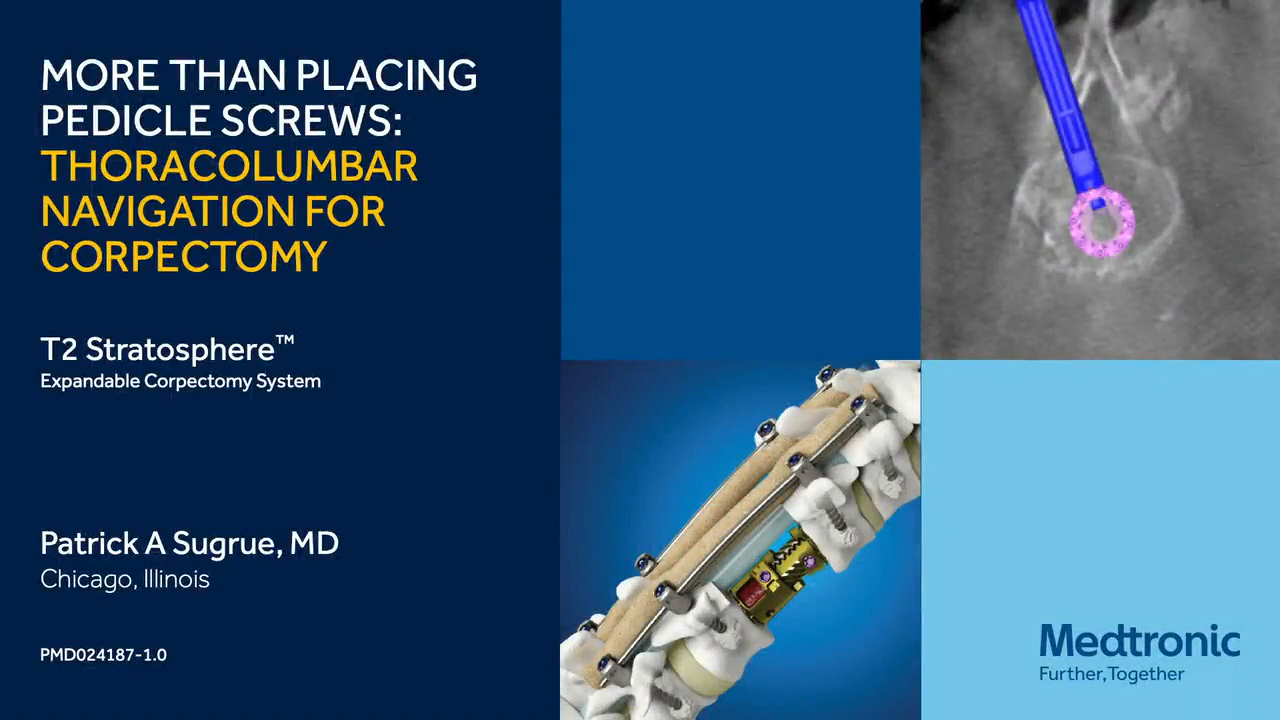 MORE THAN PLACING
PEDICLE SCREWS:
THORACOLUMBAR
NAVIGATION FOR
CORPECTOMY
T2 Stratosphere™
Expandable Corpectomy System
Patrick A Sugrue, MD
Chicago, Illinois
PMD024187-1.0
Medtronic
Further, Together